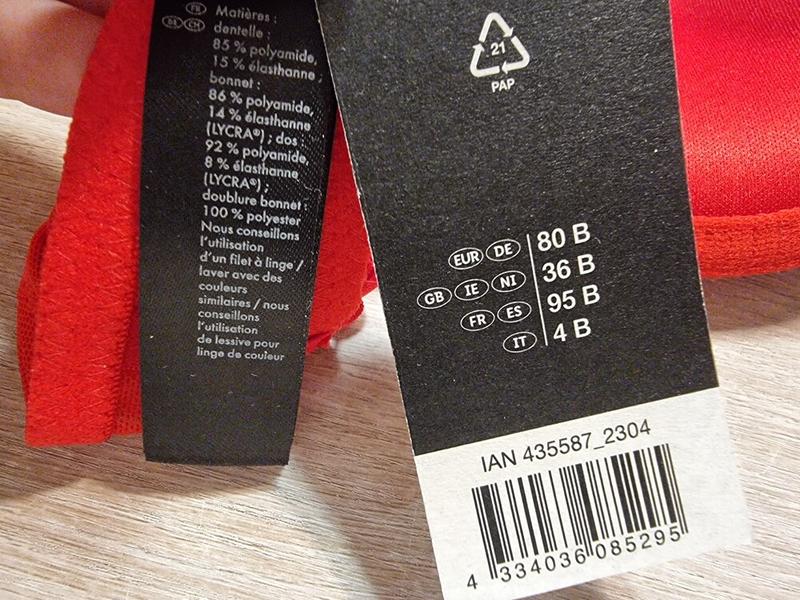 FR Matières :
BE CH dentelle :
85 % polyamide,
15 % élasthanne ;
bonnet :
86 % polyamide,
14 % élasthanne
(LYCRA®) ; dos :
92 % polyamide,
8 % élasthanne
(LYCRA®) ;
doublure bonnet :
100 % polyester
Nous conseillons
l'utilisation
d'un filet à linge /
laver avec des
couleurs
similaires / nous
conseillons
l'utilisation
de lessive pour
linge de couleur
21
PAP
EUR DE 80 B
GB IE NI 36 B
FR ES 95 B
IT 4 B
IAN 435587_2304
4 334036 085295